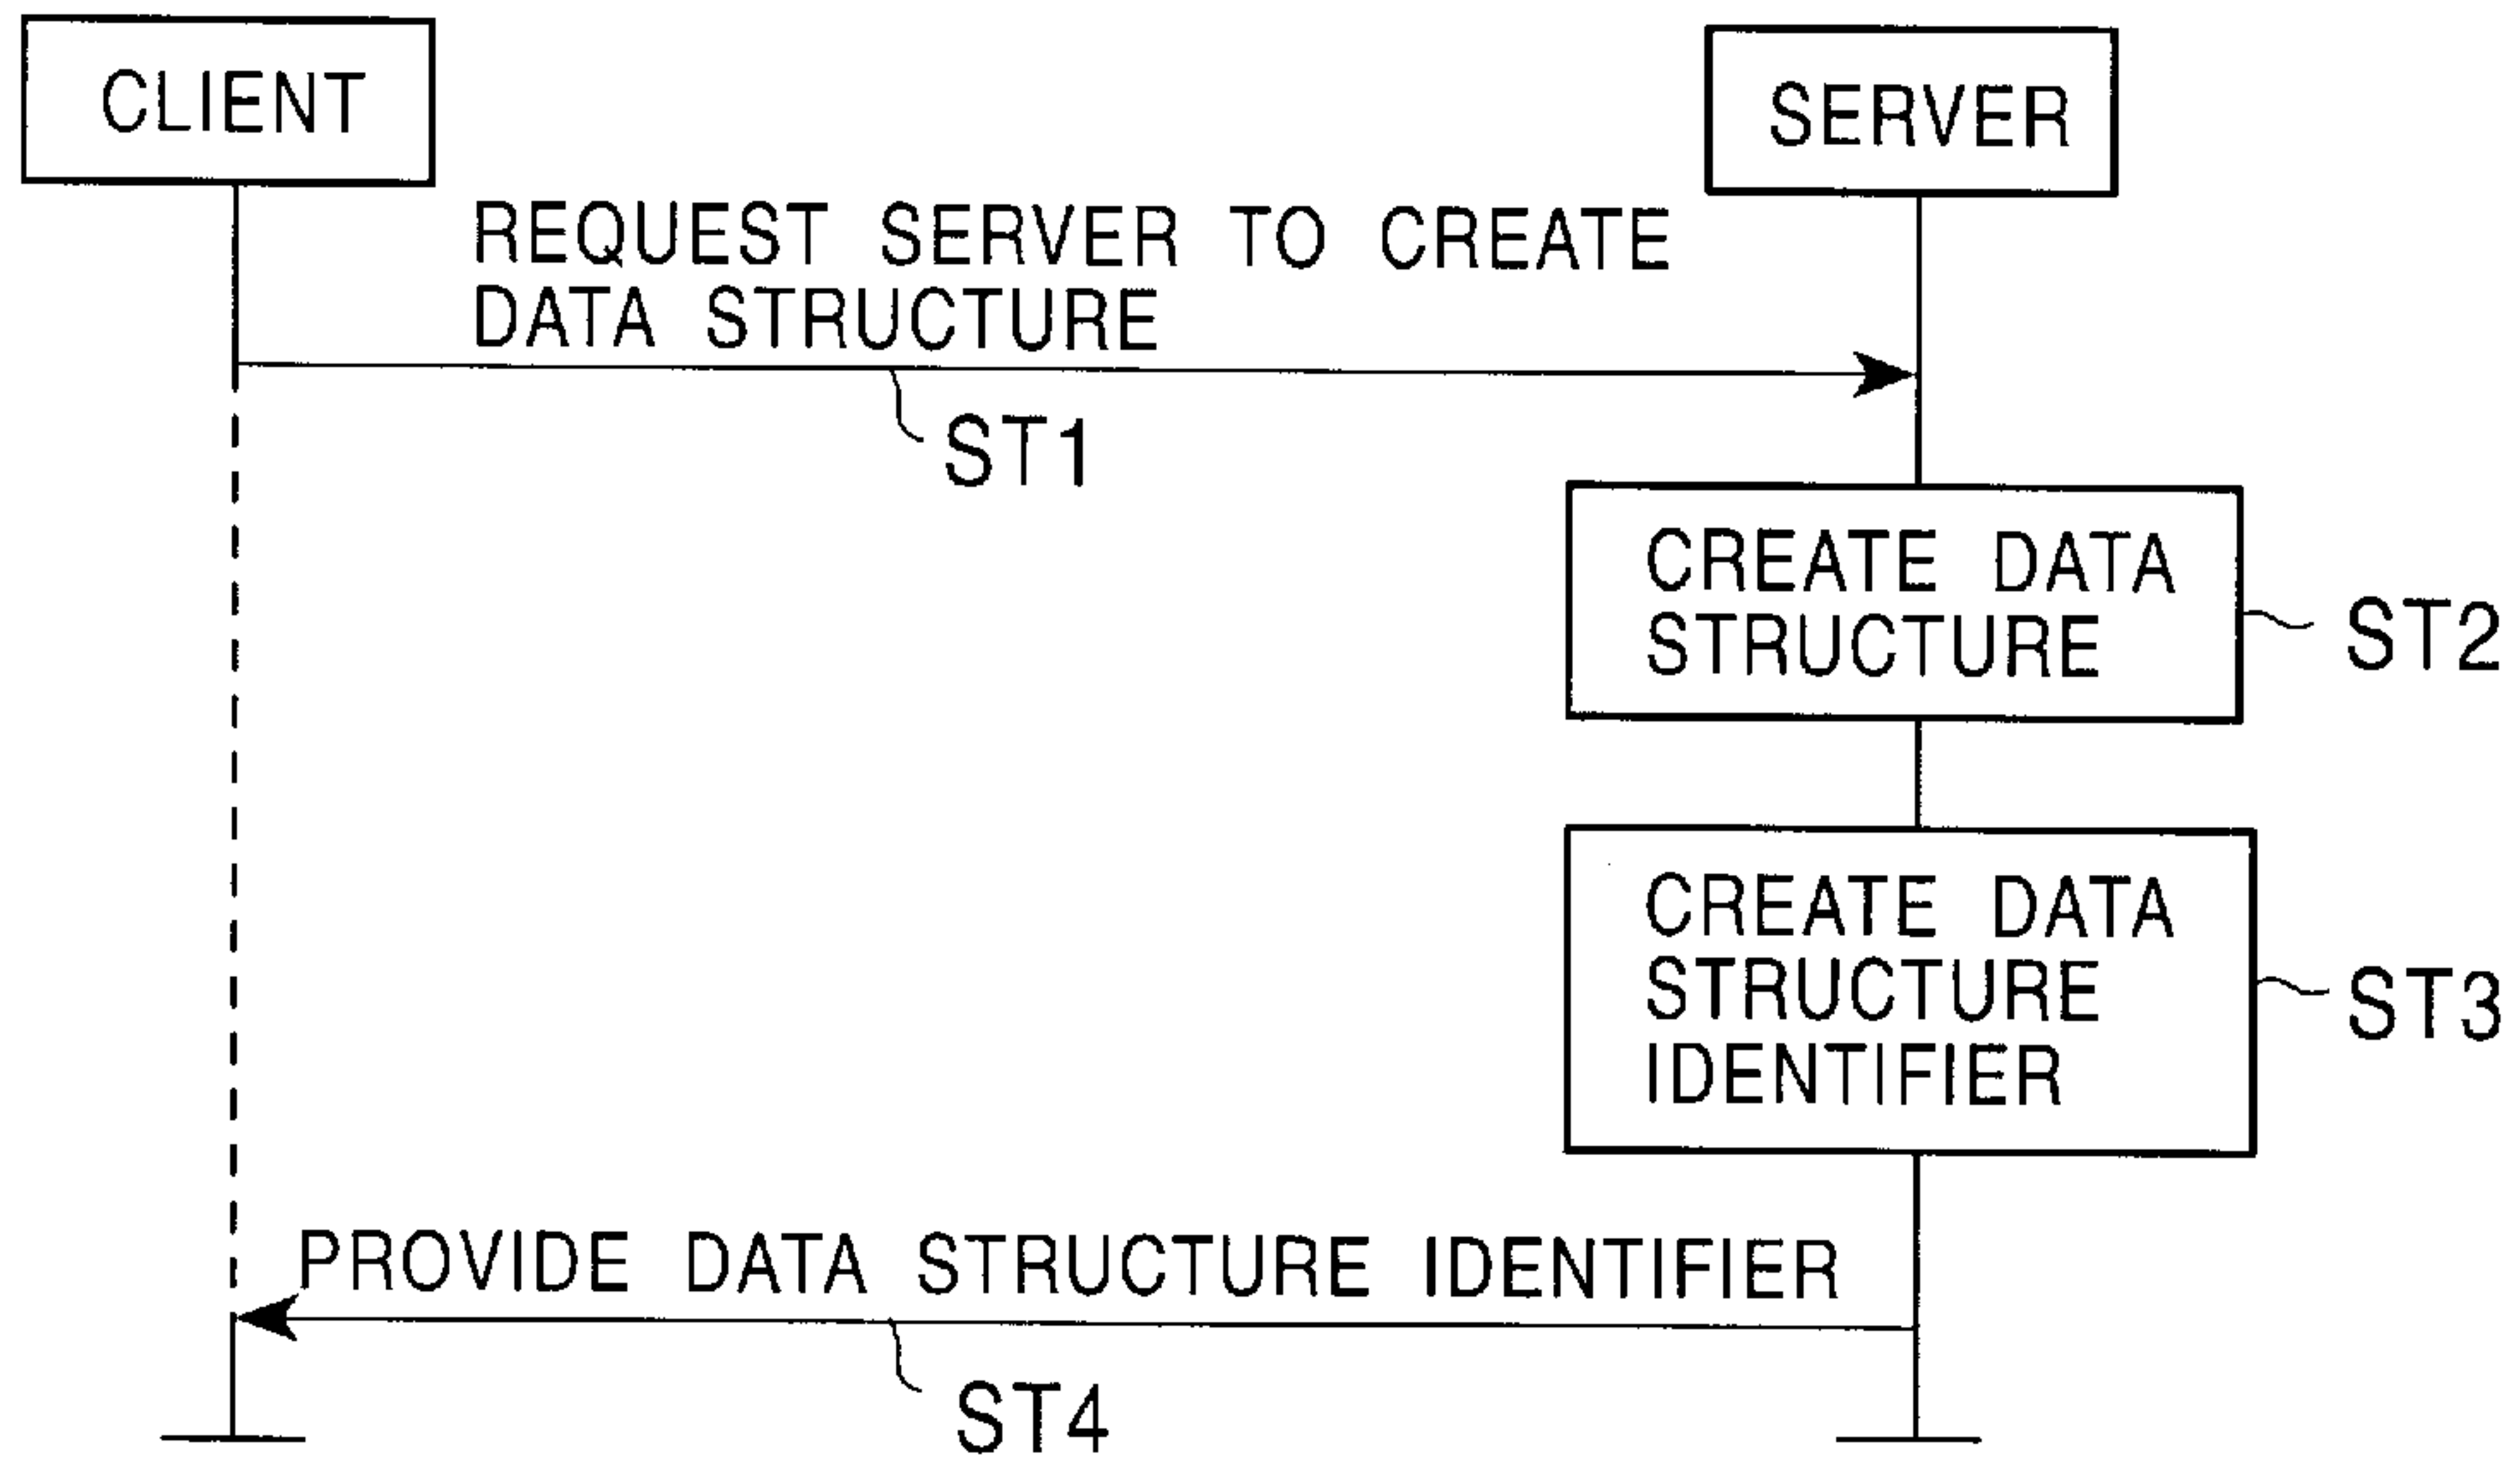 CLIENT
SERVER
REQUEST SERVER TO CREATE
DATA STRUCTURE
ST1
CREATE DATA
STRUCTURE
ST2
CREATE DATA
STRUCTURE
IDENTIFIER
ST3
PROVIDE DATA STRUCTURE IDENTIFIER
ST4